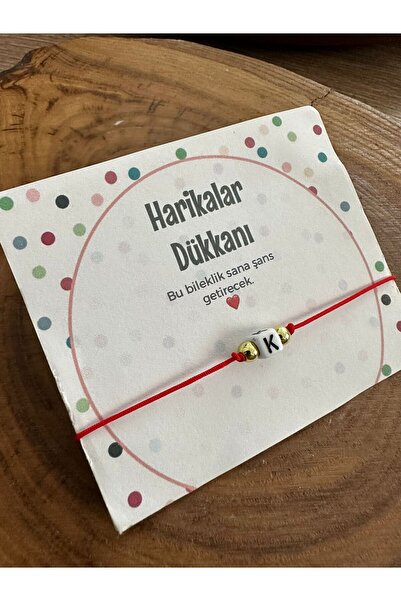 Harikalar
Dükkanı
Bu bileklik sana şans
getirecek.
K